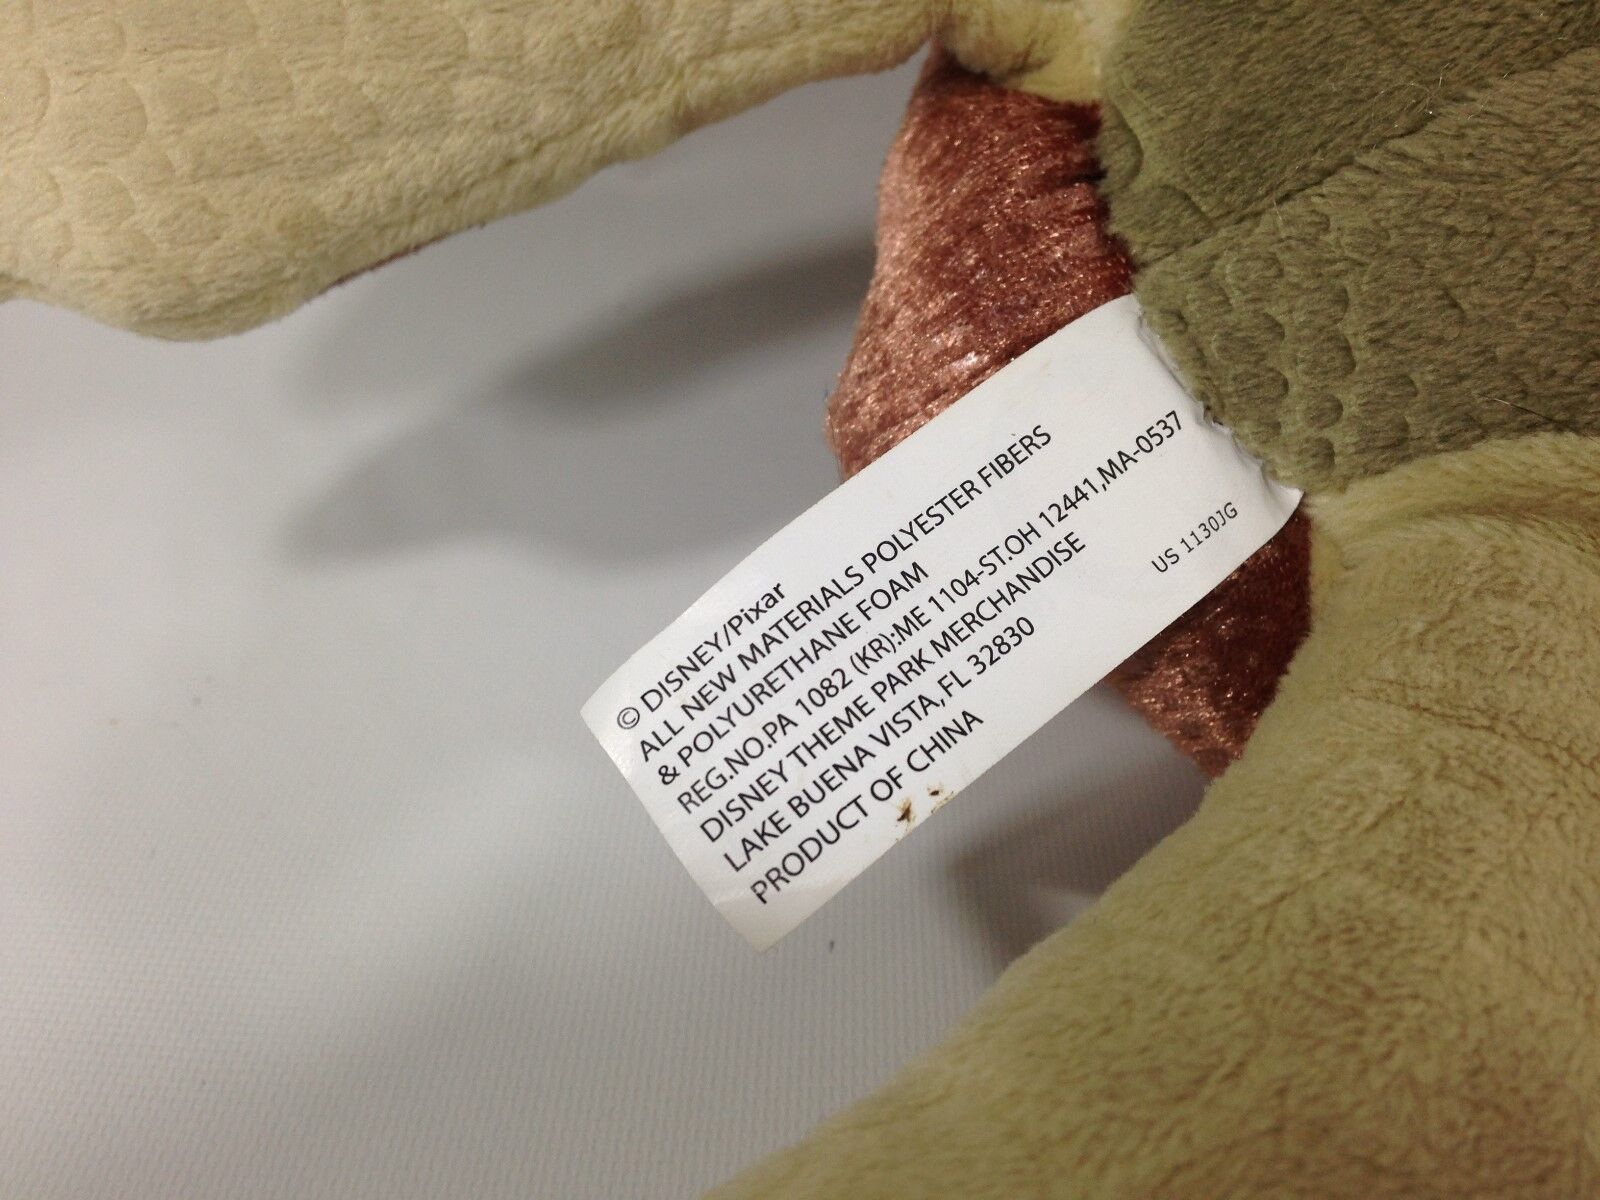 © DISNEY/Pixar
ALL NEW MATERIALS POLYESTER FIBERS
& POLYURETHANE FOAM
REG.NO.PA 1082 (KR):ME 1104-ST.OH 12441,MA-0537
DISNEY THEME PARK MERCHANDISE
LAKE BUENA VISTA,FL 32830
PRODUCT OF CHINA
US 1130JG